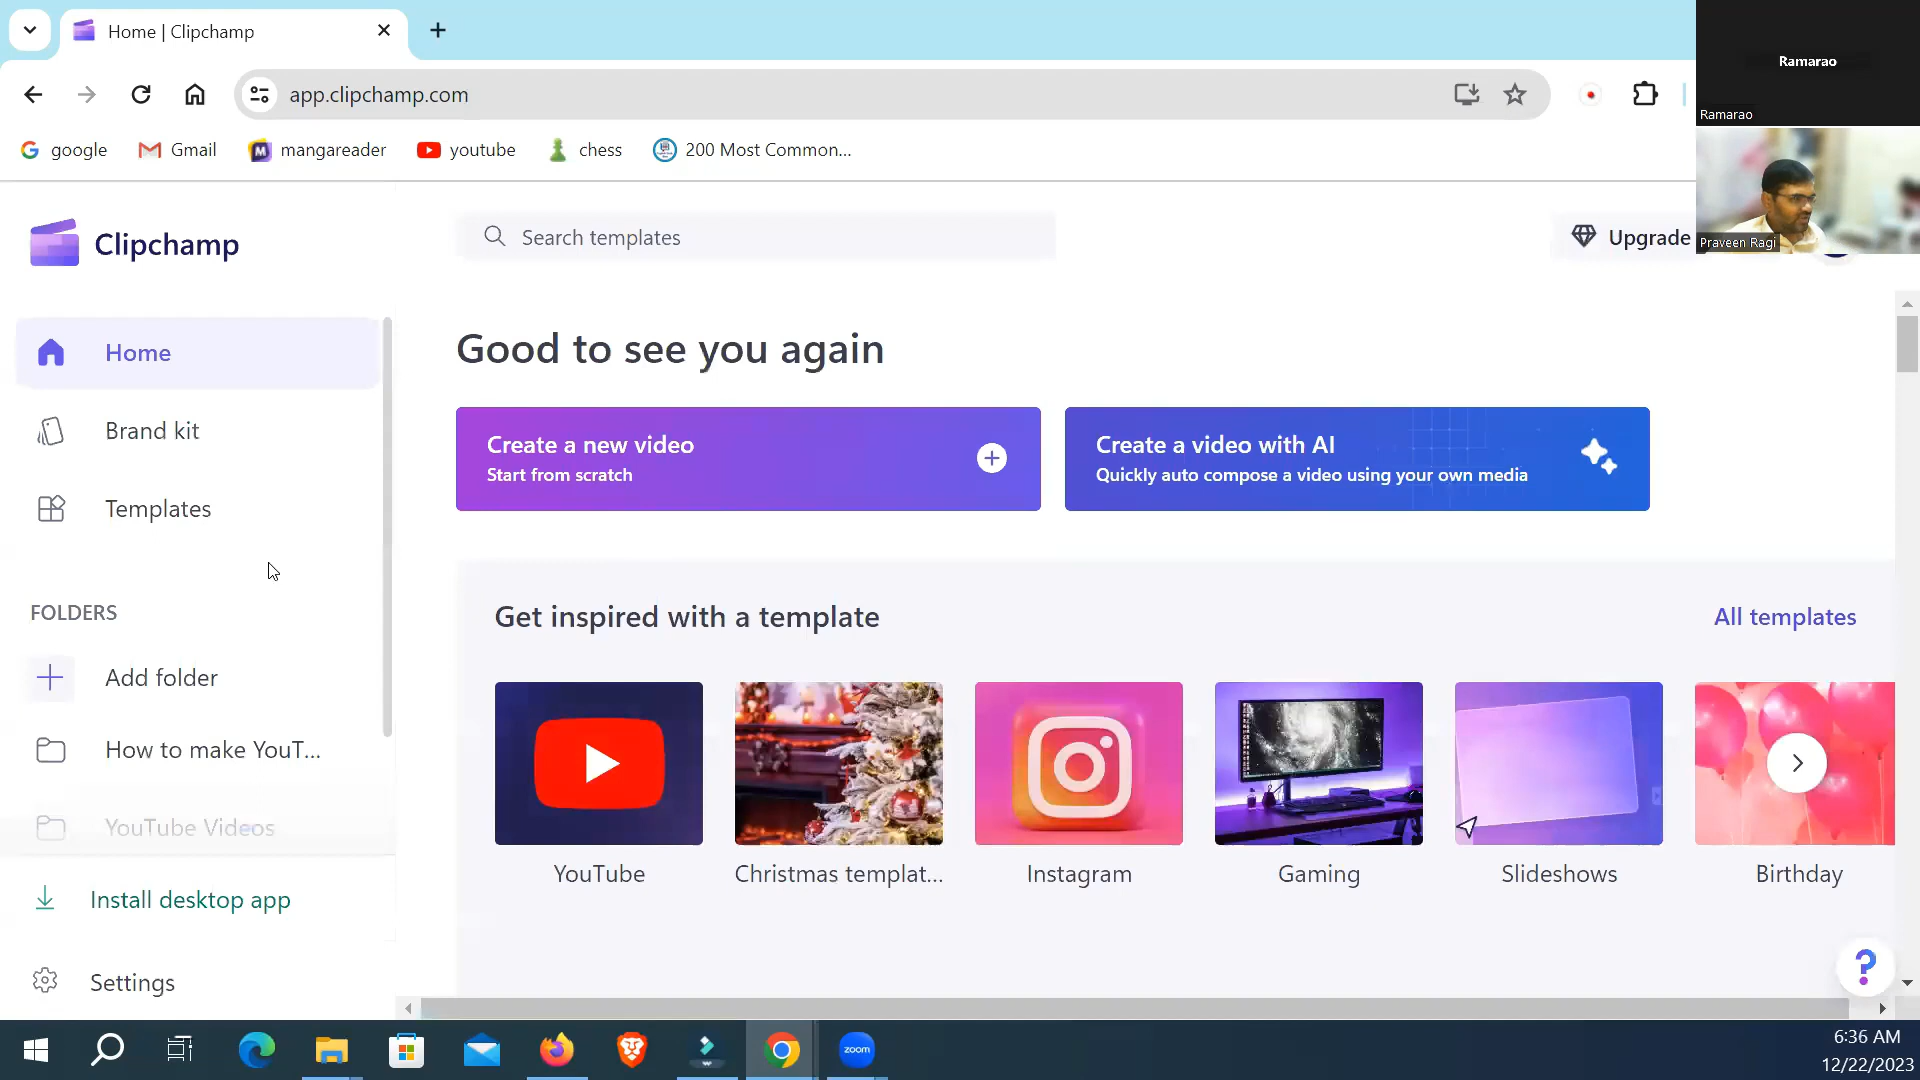 Home | Clipchamp
app.clipchamp.com
google
Gmail
mangareader
youtube
chess
200 Most Common...
Ramarao
Ramarao
Praveen Ragi
Clipchamp
Search templates
Upgrade
Home
Brand kit
Templates
FOLDERS
Add folder
How to make YouT...
YouTube Videos
Install desktop app
Settings
Good to see you again
Create a new video
Start from scratch
Create a video with AI
Quickly auto compose a video using your own media
Get inspired with a template
All templates
YouTube
Christmas templat...
Instagram
Gaming
Slideshows
Birthday
?
zoom
6:36 AM
12/22/2023